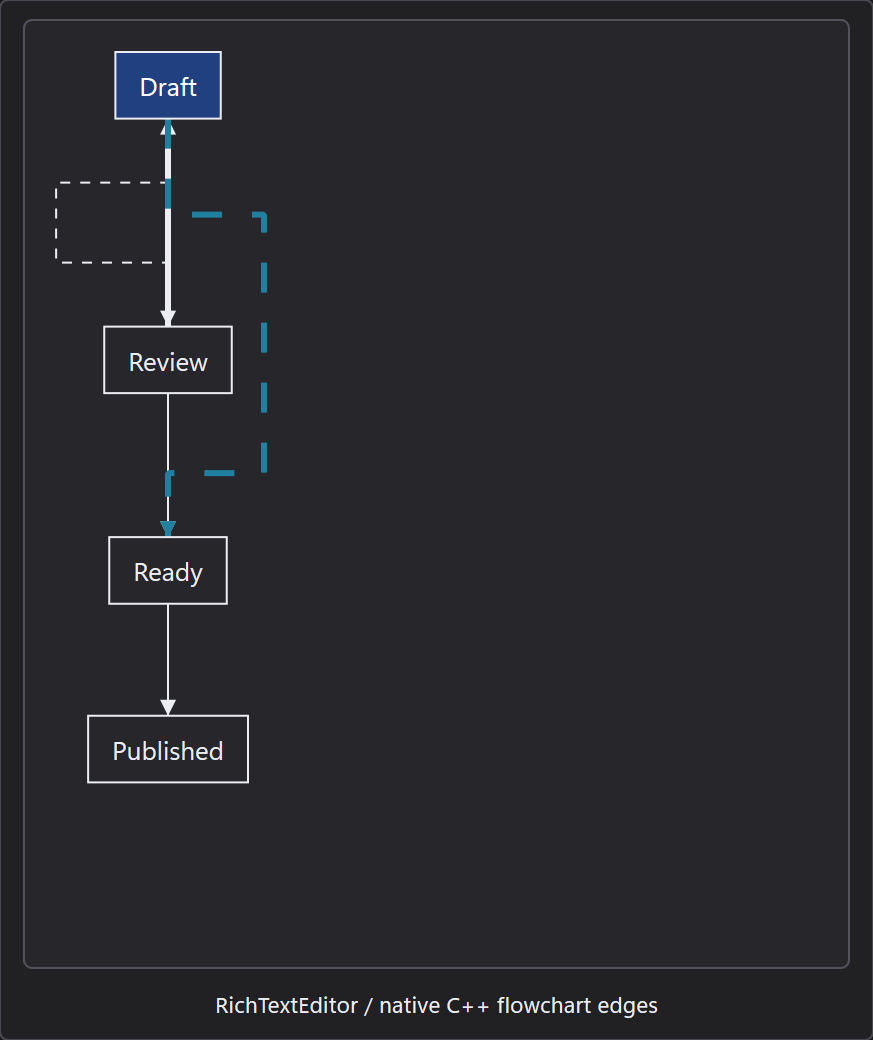 Draft
Review
Ready
Published
RichTextEditor / native C++ flowchart edges